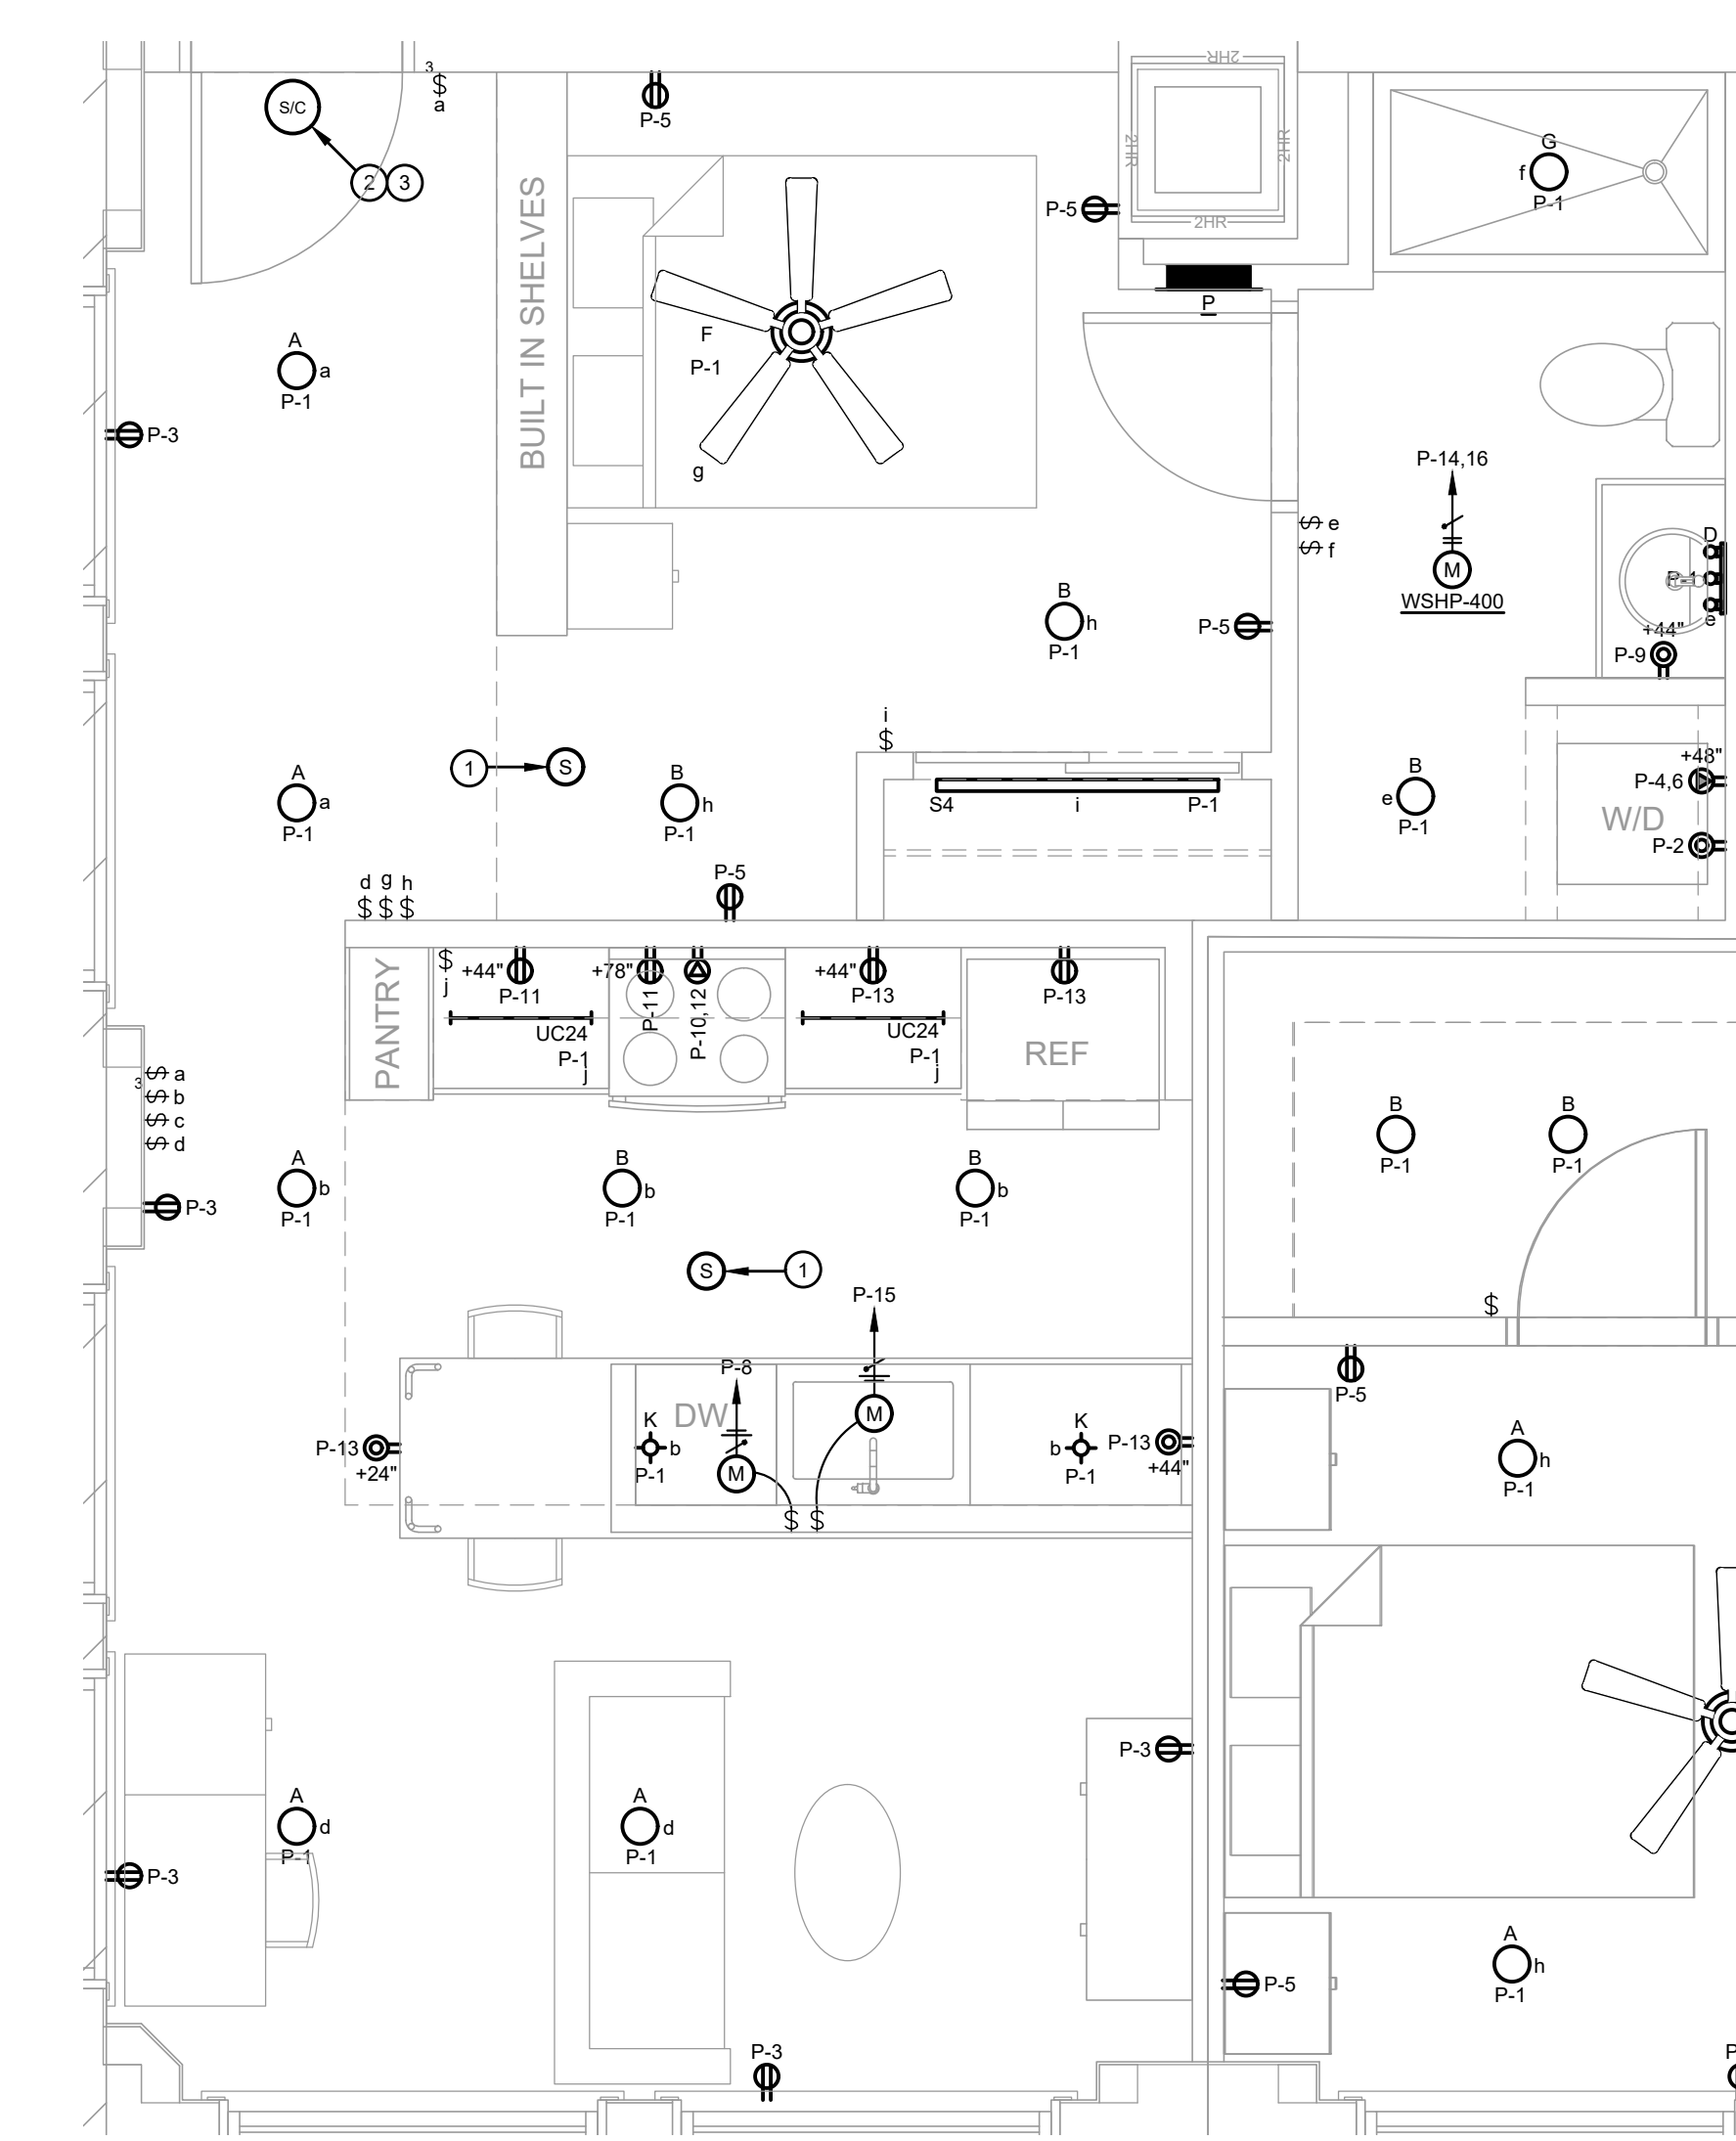 2HR
3
a
S/C
P-5
2
3
2HR
2HR
G
f
P-1
P-5
2HR
BUILT IN SHELVES
P
F
P-1
A
a
P-1
P-3
g
P-14,16
e
f
M
WSHP-400
D
e
+44"
P-9
B
h
P-1
P-5
i
1
S
A
a
P-1
B
h
P-1
S4
i
P-1
B
e
P-1
+48"
P-4,6
W/D
P-2
P-5
d g h
PANTRY
j
+44"
P-11
+78"
P-11
P-10,12
+44"
P-13
P-13
UC24
P-1
j
UC24
P-1
j
REF
3
a
b
c
d
B
P-1
B
P-1
A
b
P-1
B
b
P-1
B
b
P-1
P-3
S
1
P-15
P-8
DW
M
K
b
P-1
M
K
b
P-1
P-13
+24"
P-13
+44"
P-5
A
h
P-1
P-3
A
d
P-1
A
d
P-1
P-3
A
h
P-1
P-5
P-3